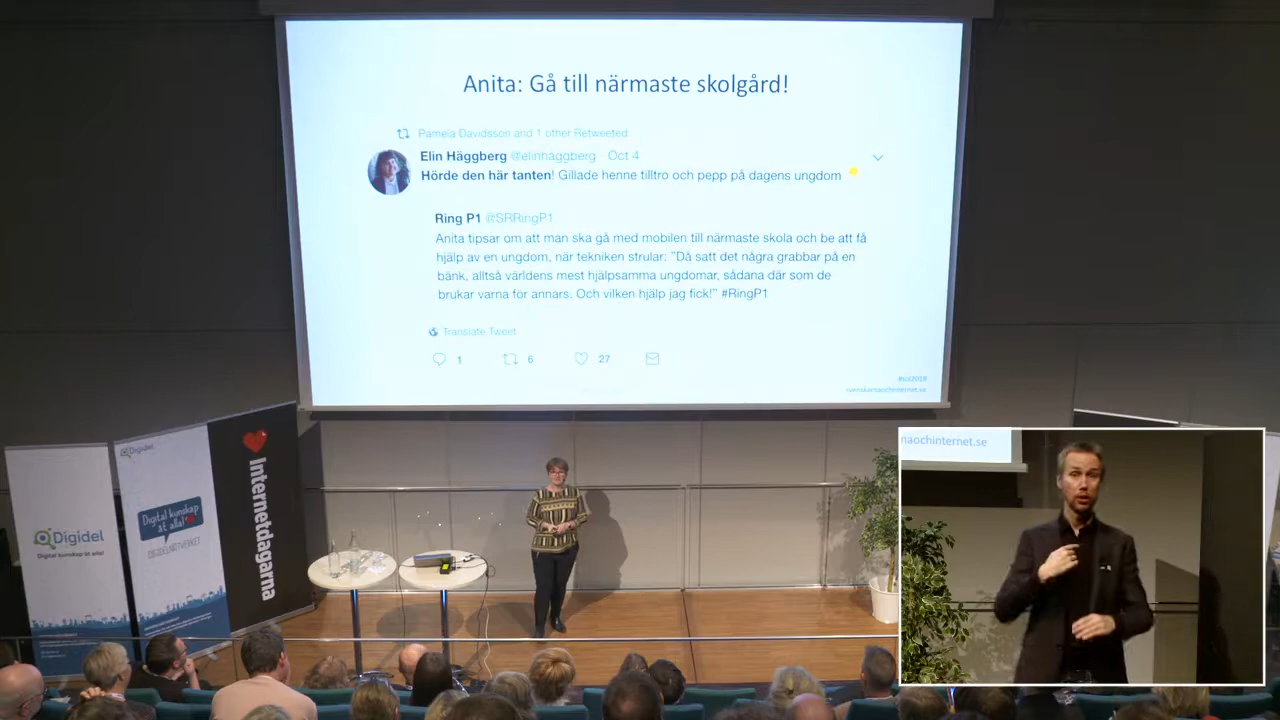 Anita: Gå till närmaste skolgård!
Pamela Davidsson and 1 other Retweeted
Elin Häggberg @elinhaggberg · Oct 4
Hörde den här tanten! Gillade henne tilltro och pepp på dagens ungdom
Ring P1 @SRRingP1
Anita tipsar om att man ska gå med mobilen till närmaste skola och be att få
hjälp av en ungdom, när tekniken strular: "Då satt det några grabbar på en
bänk, alltså världens mest hjälpsamma ungdomar, sådana där som de
brukar varna för annars. Och vilken hjälp jag fick!" #RingP1
Translate Tweet
1 6 27
#soi2018
svenskarnaochinternet.se
Digidel
Digital kunskap åt alla!
Digidel
Digital kunskap
åt alla!
DIGIDELNÄTVERKET
Internetdagarna
naochinternet.se